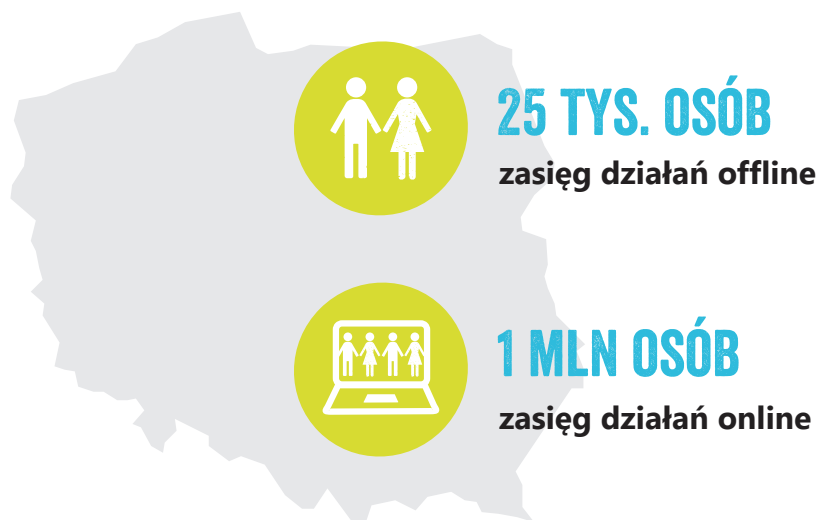 25 TYS. OSÓB
zasięg działań offline
1 MLN OSÓB
zasięg działań online